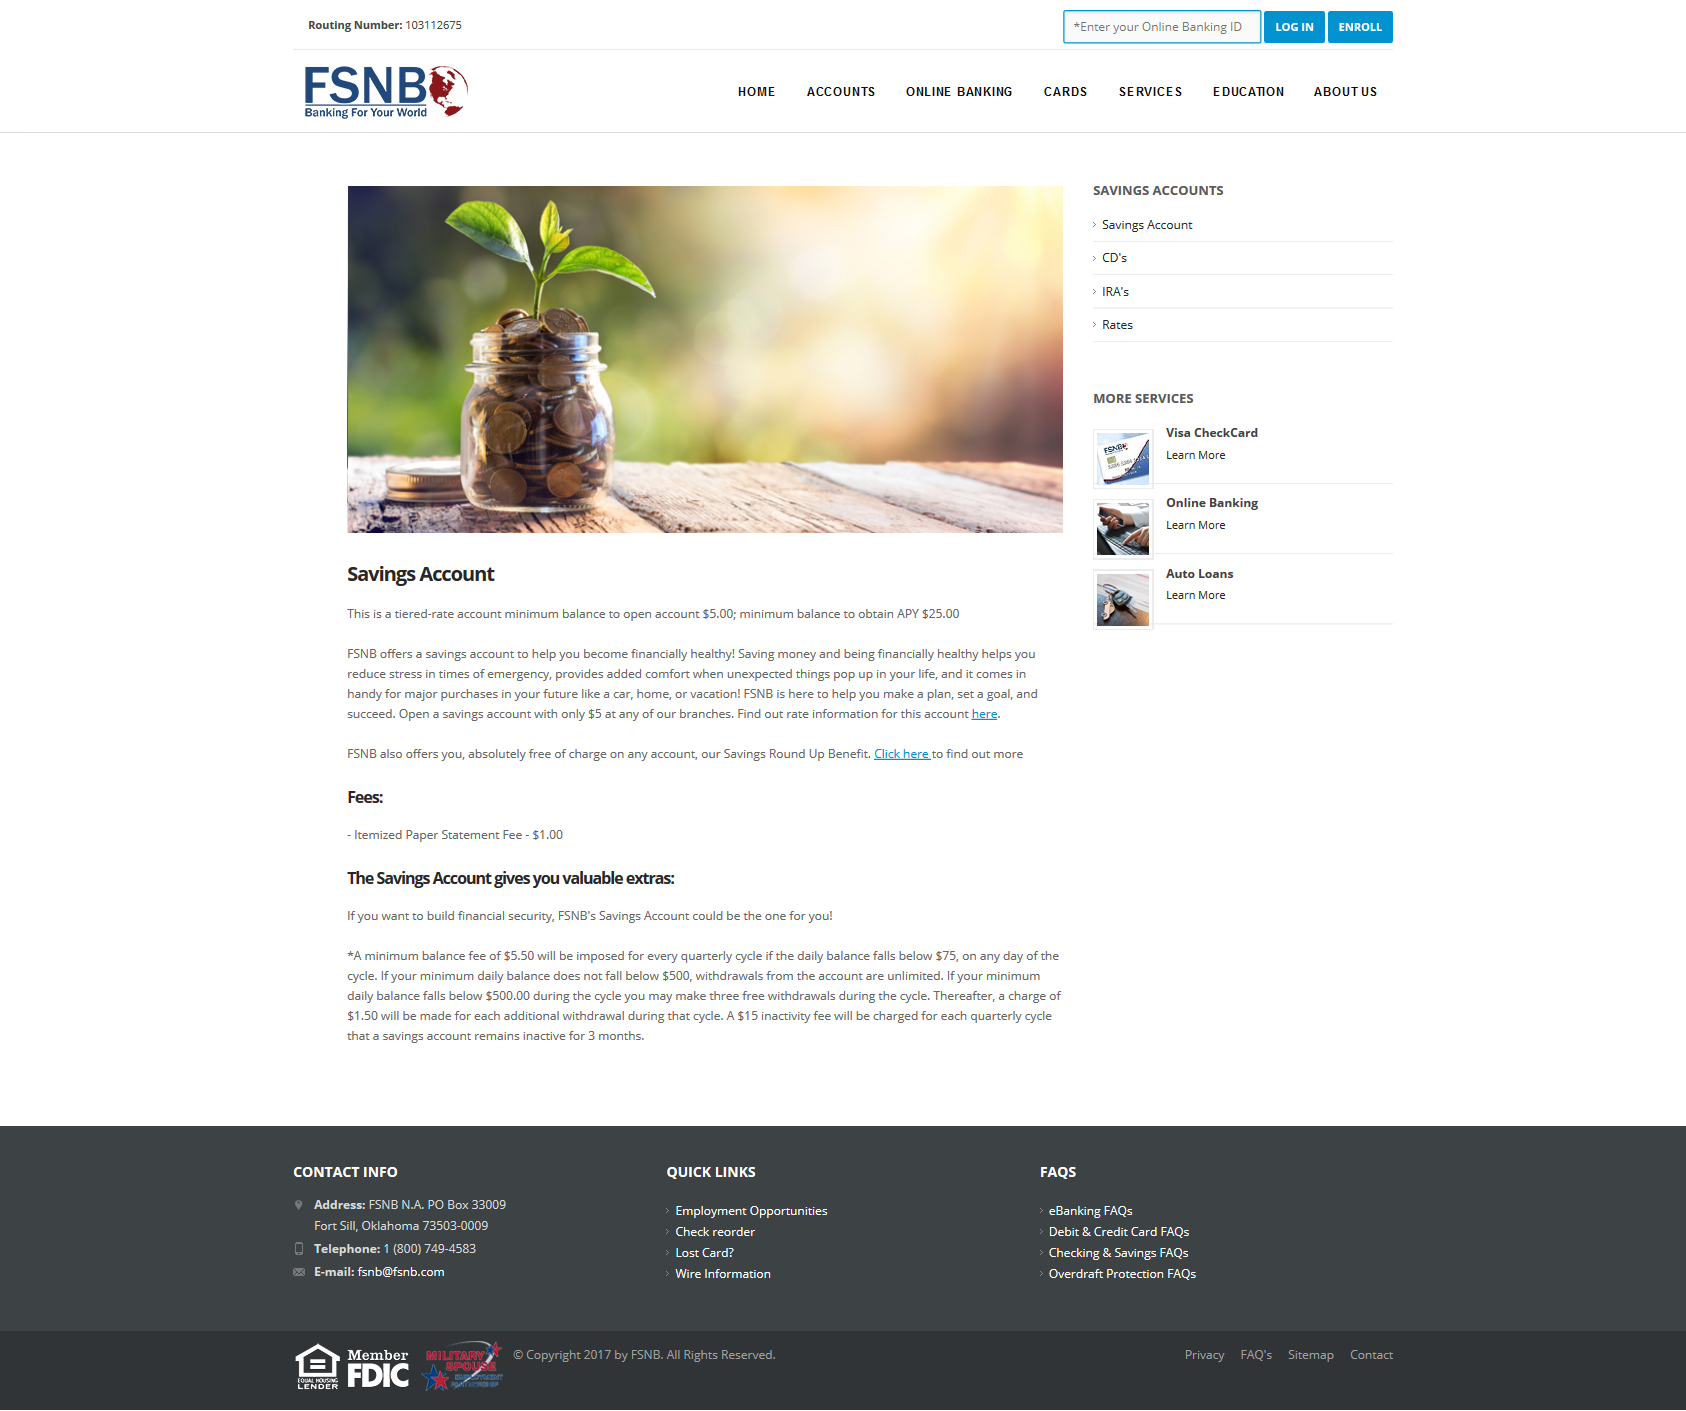 Routing Number: 103112675
*Enter your Online Banking ID
LOG IN
ENROLL
FSNB
Banking For Your World
HOME
ACCOUNTS
ONLINE BANKING
CARDS
SERVICES
EDUCATION
ABOUT US
Savings Account
This is a tiered-rate account minimum balance to open account $5.00; minimum balance to obtain APY $25.00
FSNB offers a savings account to help you become financially healthy! Saving money and being financially healthy helps you
reduce stress in times of emergency, provides added comfort when unexpected things pop up in your life, and it comes in
handy for major purchases in your future like a car, home, or vacation! FSNB is here to help you make a plan, set a goal, and
succeed. Open a savings account with only $5 at any of our branches. Find out rate information for this account here.
FSNB also offers you, absolutely free of charge on any account, our Savings Round Up Benefit. Click here to find out more
Fees:
- Itemized Paper Statement Fee - $1.00
The Savings Account gives you valuable extras:
If you want to build financial security, FSNB's Savings Account could be the one for you!
*A minimum balance fee of $5.50 will be imposed for every quarterly cycle if the daily balance falls below $75, on any day of the
cycle. If your minimum daily balance does not fall below $500, withdrawals from the account are unlimited. If your minimum
daily balance falls below $500.00 during the cycle you may make three free withdrawals during the cycle. Thereafter, a charge of
$1.50 will be made for each additional withdrawal during that cycle. A $15 inactivity fee will be charged for each quarterly cycle
that a savings account remains inactive for 3 months.
SAVINGS ACCOUNTS
Savings Account
CD's
IRA's
Rates
MORE SERVICES
FSNB
Visa CheckCard
Learn More
Online Banking
Learn More
Auto Loans
Learn More
CONTACT INFO
Address: FSNB N.A. PO Box 33009
Fort Sill, Oklahoma 73503-0009
Telephone: 1 (800) 749-4583
E-mail: fsnb@fsnb.com
QUICK LINKS
Employment Opportunities
Check reorder
Lost Card?
Wire Information
FAQS
eBanking FAQs
Debit & Credit Card FAQs
Checking & Savings FAQs
Overdraft Protection FAQs
EQUAL HOUSING
LENDER
Member
FDIC
MILITARY
SPOUSE
EMPLOYMENT
PARTNERSHIP
© Copyright 2017 by FSNB. All Rights Reserved.
Privacy
FAQ's
Sitemap
Contact